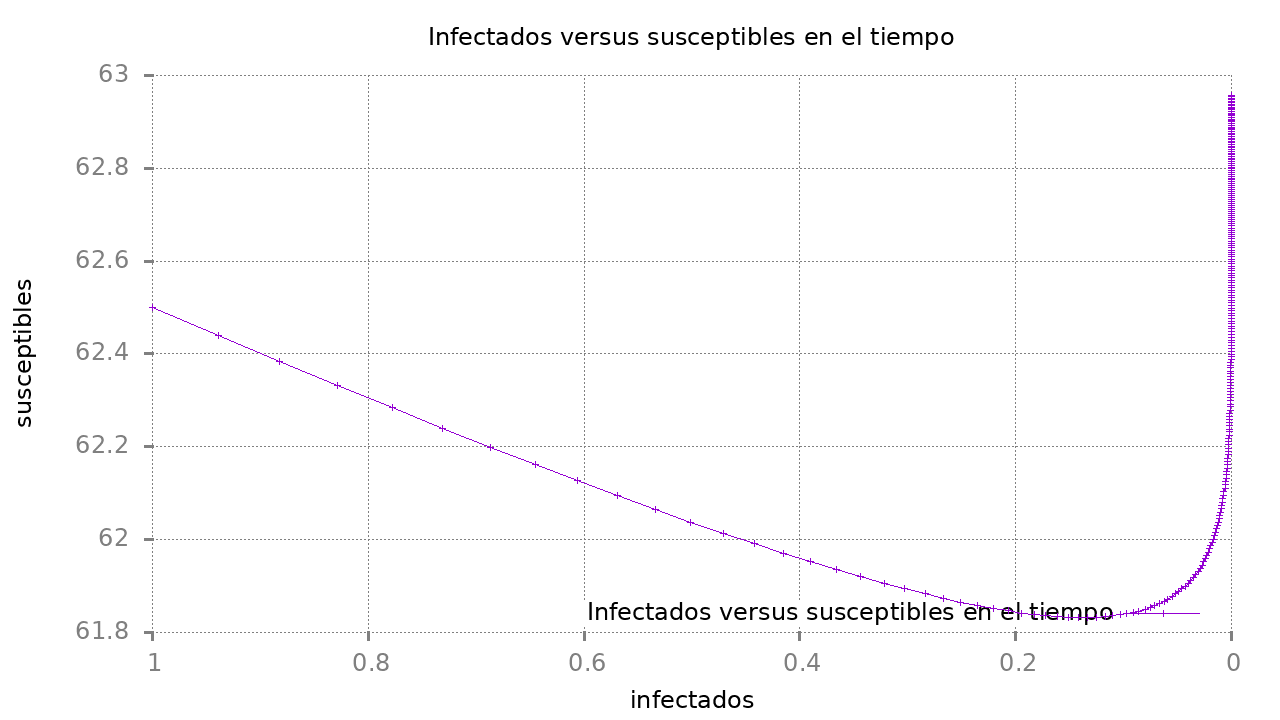 Infectados versus susceptibles en el tiempo
63
62.8
62.6
62.4
62.2
62
61.8
susceptibles
Infectados versus susceptibles en el tiempo
1 0.8 0.6 0.4 0.2 0
infectados